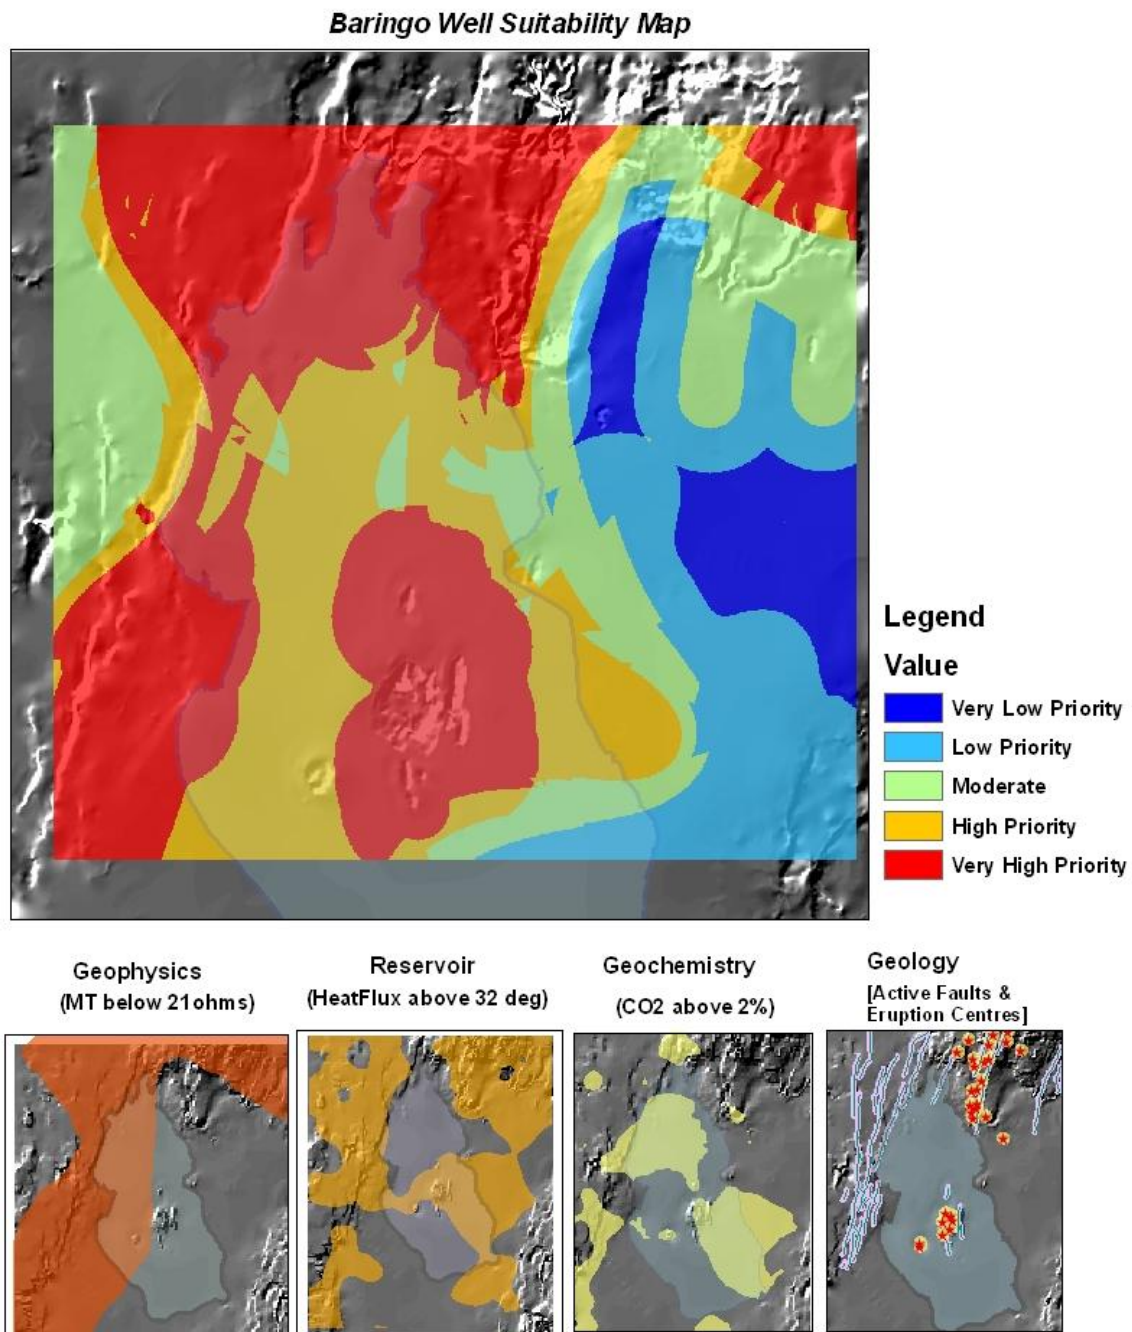 Baringo Well Suitability Map
Legend
Value
Very Low Priority
Low Priority
Moderate
High Priority
Very High Priority
Geophysics
(MT below 21ohms)
Reservoir
(HeatFlux above 32 deg)
Geochemistry
(CO2 above 2%)
Geology
[Active Faults &
Eruption Centres]